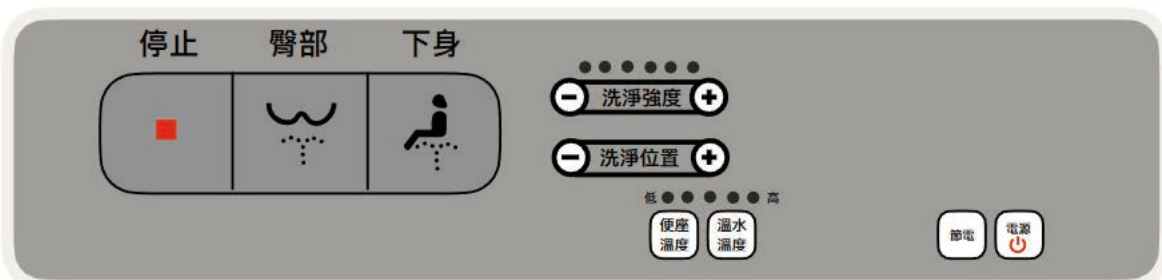 停止 臀部 下身
洗淨強度
洗淨位置
低 高
便座
溫度
溫水
溫度
節電
電源